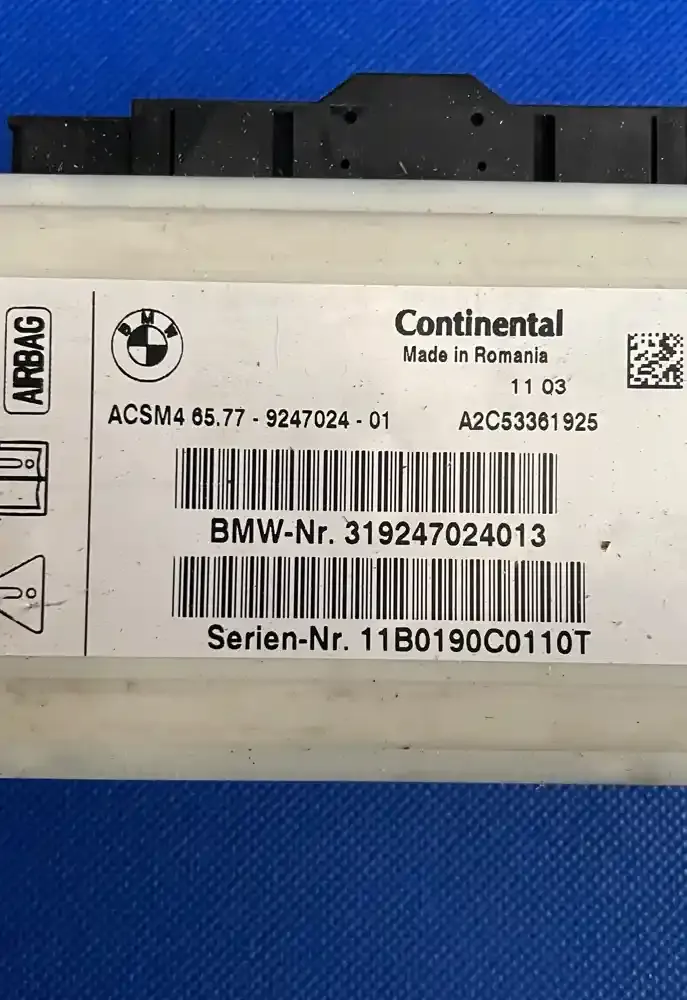 AIRBAG
BMW
Continental
Made in Romania
11 03
ACSM4 65.77 - 9247024 - 01 A2C53361925
BMW-Nr. 319247024013
Serien-Nr. 11B0190C0110T